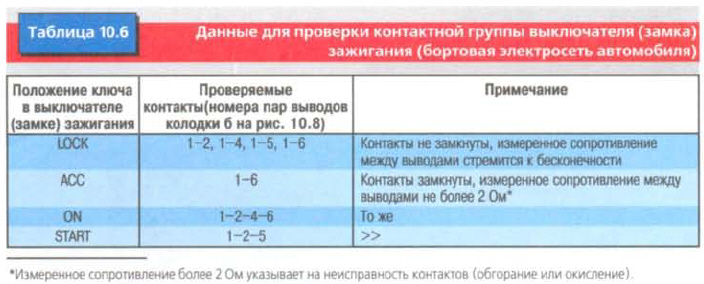 Таблица 10.6
Данные для проверки контактной группы выключателя (замка)
зажигания (бортовая электросеть автомобиля)
Положение ключа
в выключателе
(замке) зажигания
Проверяемые
контакты(номера пар выводов
колодки б на рис. 10.8)
Примечание
LOCK
1–2, 1–4, 1–5, 1–6
Контакты не замкнуты, измеренное сопротивление
между выводами стремится к бесконечности
ACC
1–6
Контакты замкнуты, измеренное сопротивление между
выводами не более 2 Ом*
ON
1–2–4–6
То же
START
1–2–5
>>
*Измеренное сопротивление более 2 Ом указывает на неисправность контактов (обгорание или окисление).